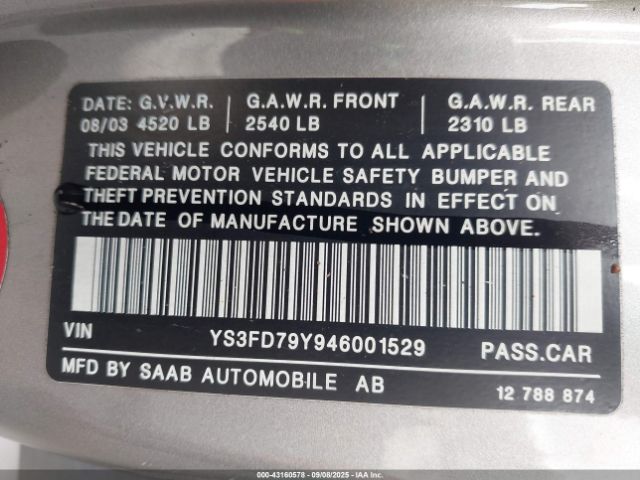 DATE: G.V.W.R. G.A.W.R. FRONT G.A.W.R. REAR
08/03 4520 LB 2540 LB 2310 LB
THIS VEHICLE CONFORMS TO ALL APPLICABLE
FEDERAL MOTOR VEHICLE SAFETY BUMPER AND
THEFT PREVENTION STANDARDS IN EFFECT ON
THE DATE OF MANUFACTURE SHOWN ABOVE.
VIN YS3FD79Y946001529 PASS.CAR
MFD BY SAAB AUTOMOBILE AB
12 788 874
000-43160578 - 09/08/2025 - IAA Inc.